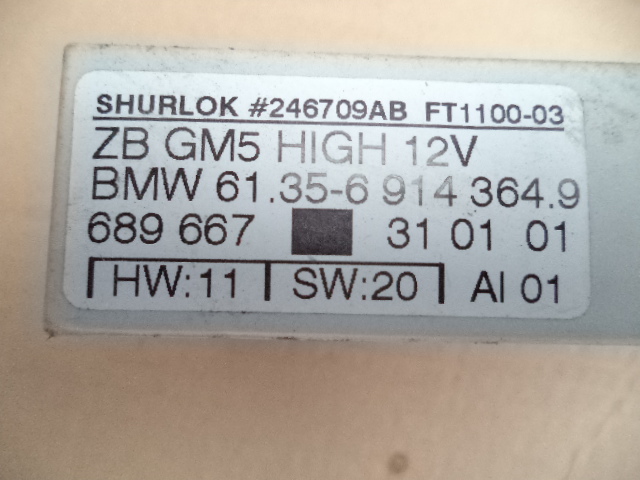 SHURLOK #246709AB FT1100-03
ZB GM5 HIGH 12V
BMW 61.35-6 914 364.9
689 667 31 01 01
HW:11 SW:20 AI 01